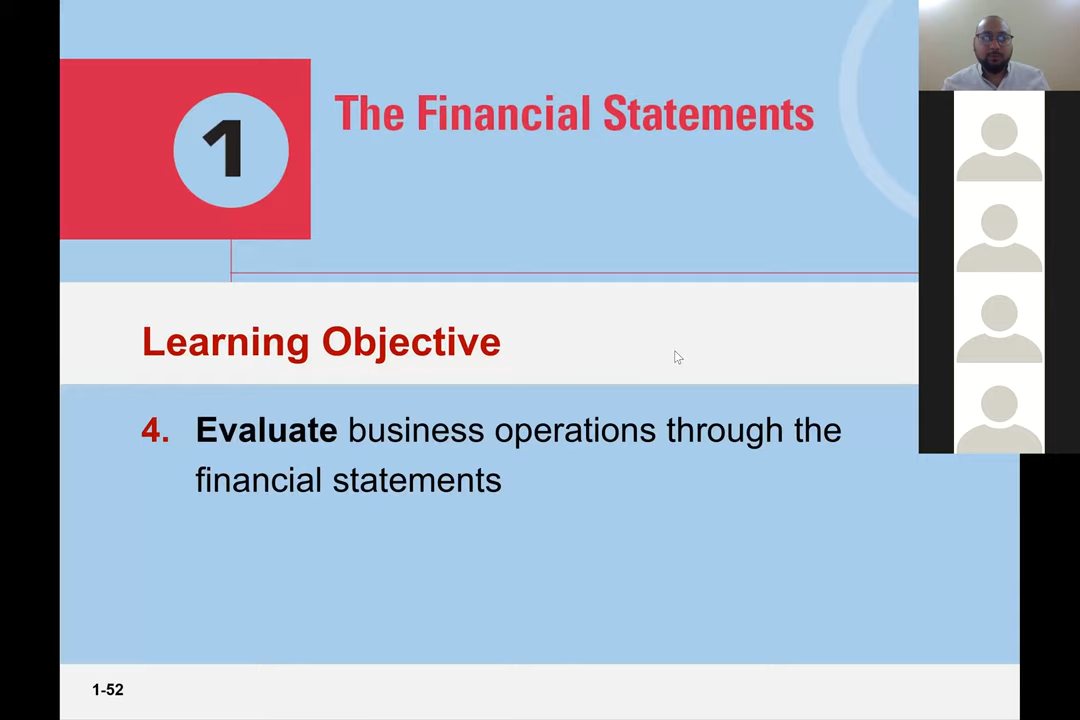 1
The Financial Statements
Learning Objective
4. Evaluate business operations through the
financial statements
1-52